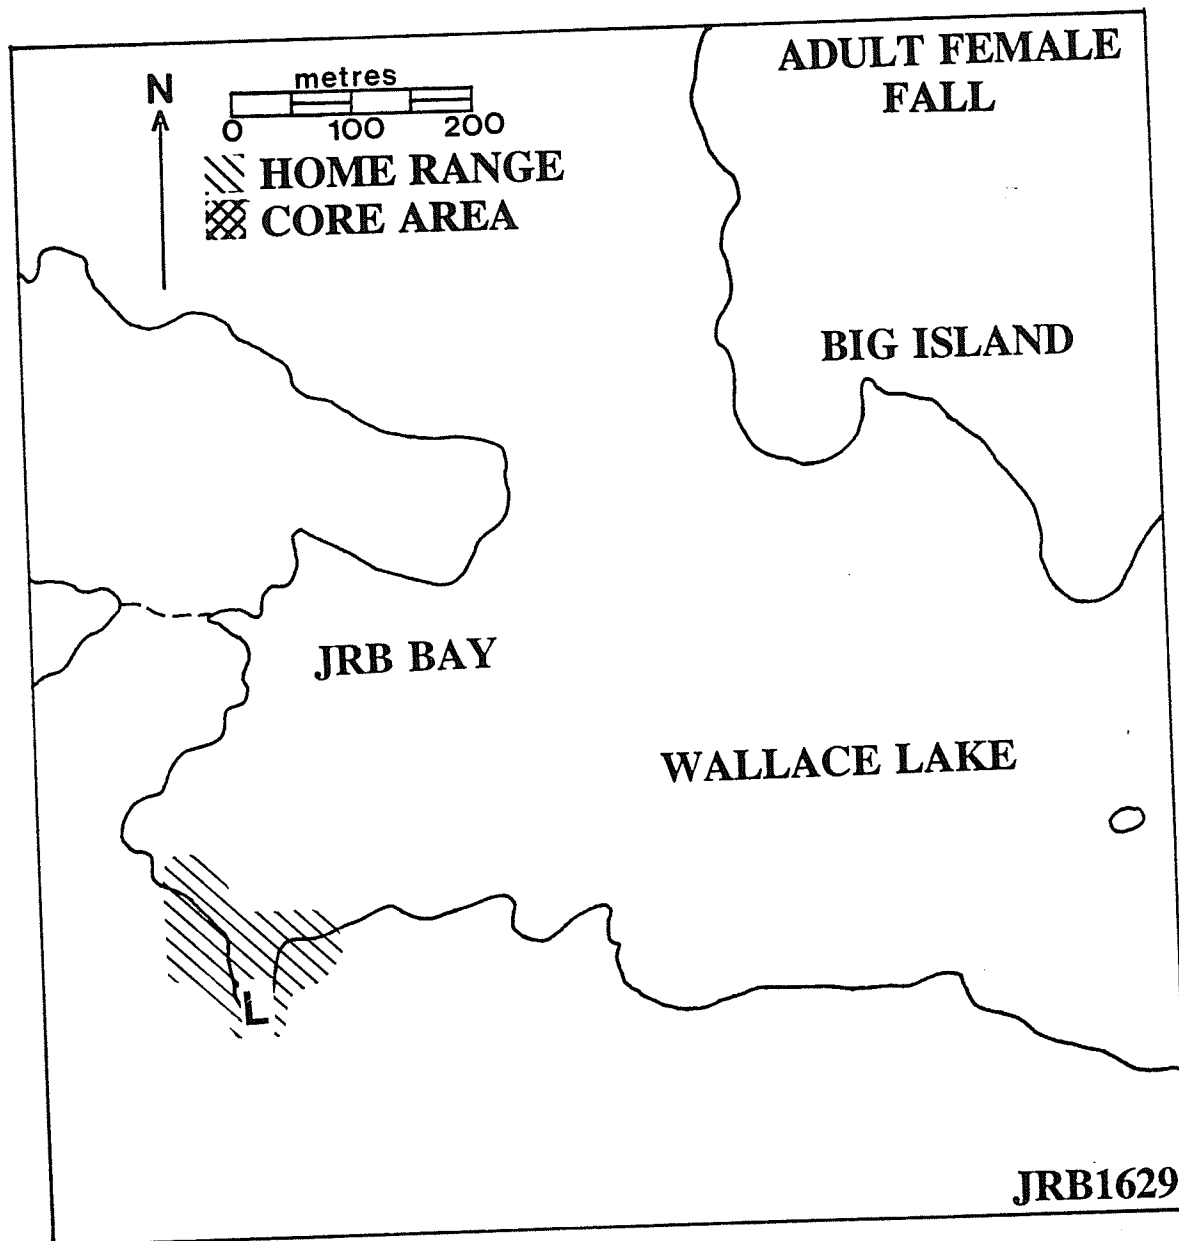 ADULT FEMALE
FALL
N
metres
0 100 200
HOME RANGE
CORE AREA
BIG ISLAND
JRB BAY
WALLACE LAKE
L
JRB1629